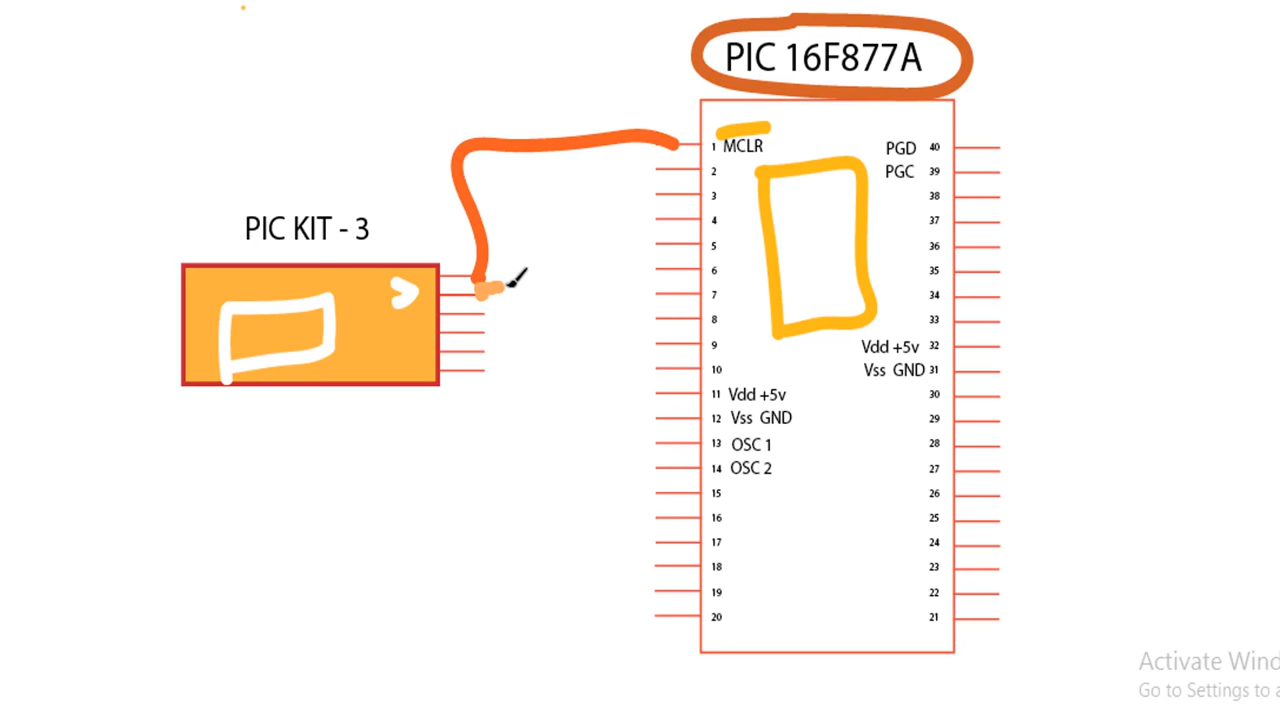 PIC 16F877A
PIC KIT - 3
1 MCLR
2
3
4
5
6
7
8
9
10
11 Vdd +5v
12 Vss GND
13 OSC 1
14 OSC 2
15
16
17
18
19
20
PGD 40
PGC 39
38
37
36
35
34
33
Vdd +5v 32
Vss GND 31
30
29
28
27
26
25
24
23
22
21
Activate Wind
Go to Settings to a